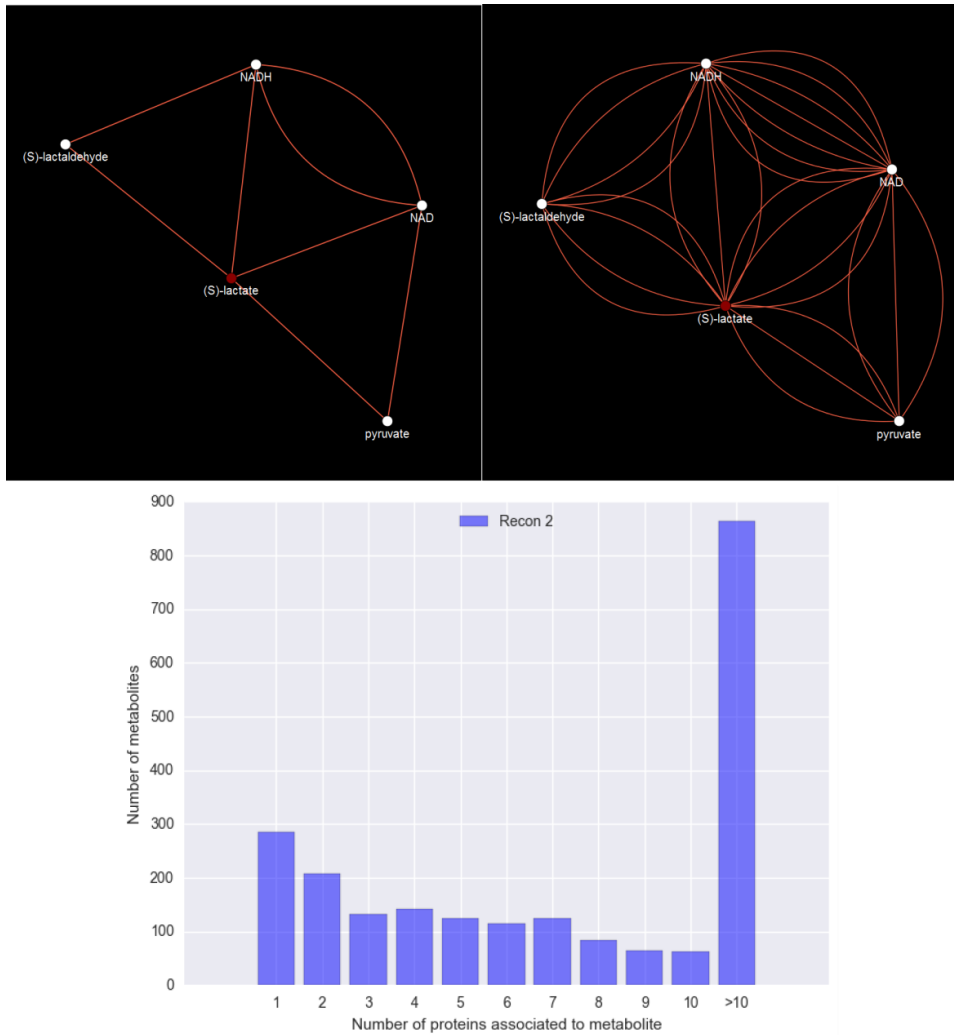 NADH
(S)-lactaldehyde
NAD
(S)-lactate
pyruvate
NADH
NAD
(S)-lactaldehyde
(S)-lactate
pyruvate
900
Recon 2
800
700
600
500
400
300
200
100
0
Number of metabolites
1 2 3 4 5 6 7 8 9 10 >10
Number of proteins associated to metabolite